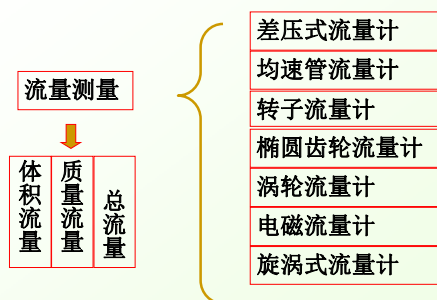 流量测量
体积流量
质量流量
总流量
差压式流量计
均速管流量计
转子流量计
椭圆齿轮流量计
涡轮流量计
电磁流量计
旋涡式流量计